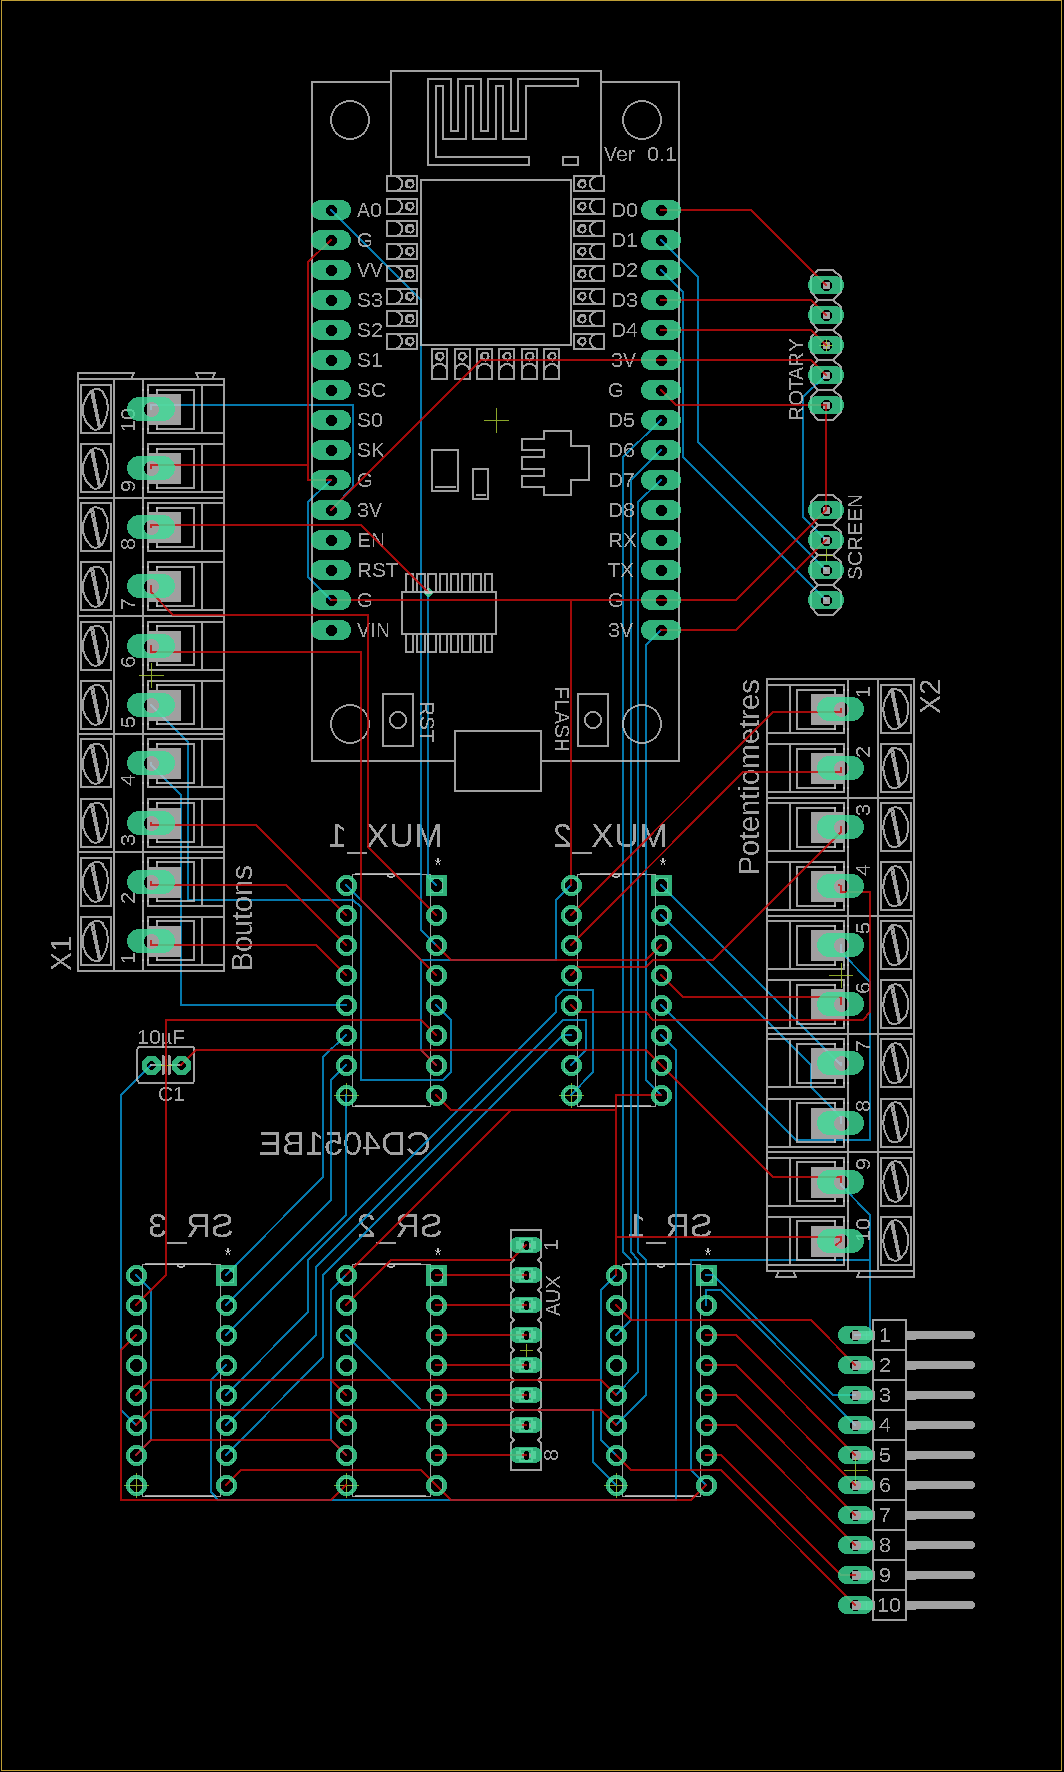 Ver 0.1
A0
G
VV
S3
S2
S1
SC
S0
SK
G
3V
EN
RST
G
VIN
D0
D1
D2
D3
D4
3V
G
D5
D6
D7
D8
RX
TX
G
3V
RST
FLASH
ROTARY
SCREEN
10
9
8
7
6
5
4
3
2
1
X1
Boutons
Potentiometres
X2
1
2
3
4
5
6
7
8
9
10
MUX_1
*
MUX_2
*
10µF
C1
CD4051BE
SR_3
*
SR_2
*
SR_1
*
1
AUX
8
1
2
3
4
5
6
7
8
9
10